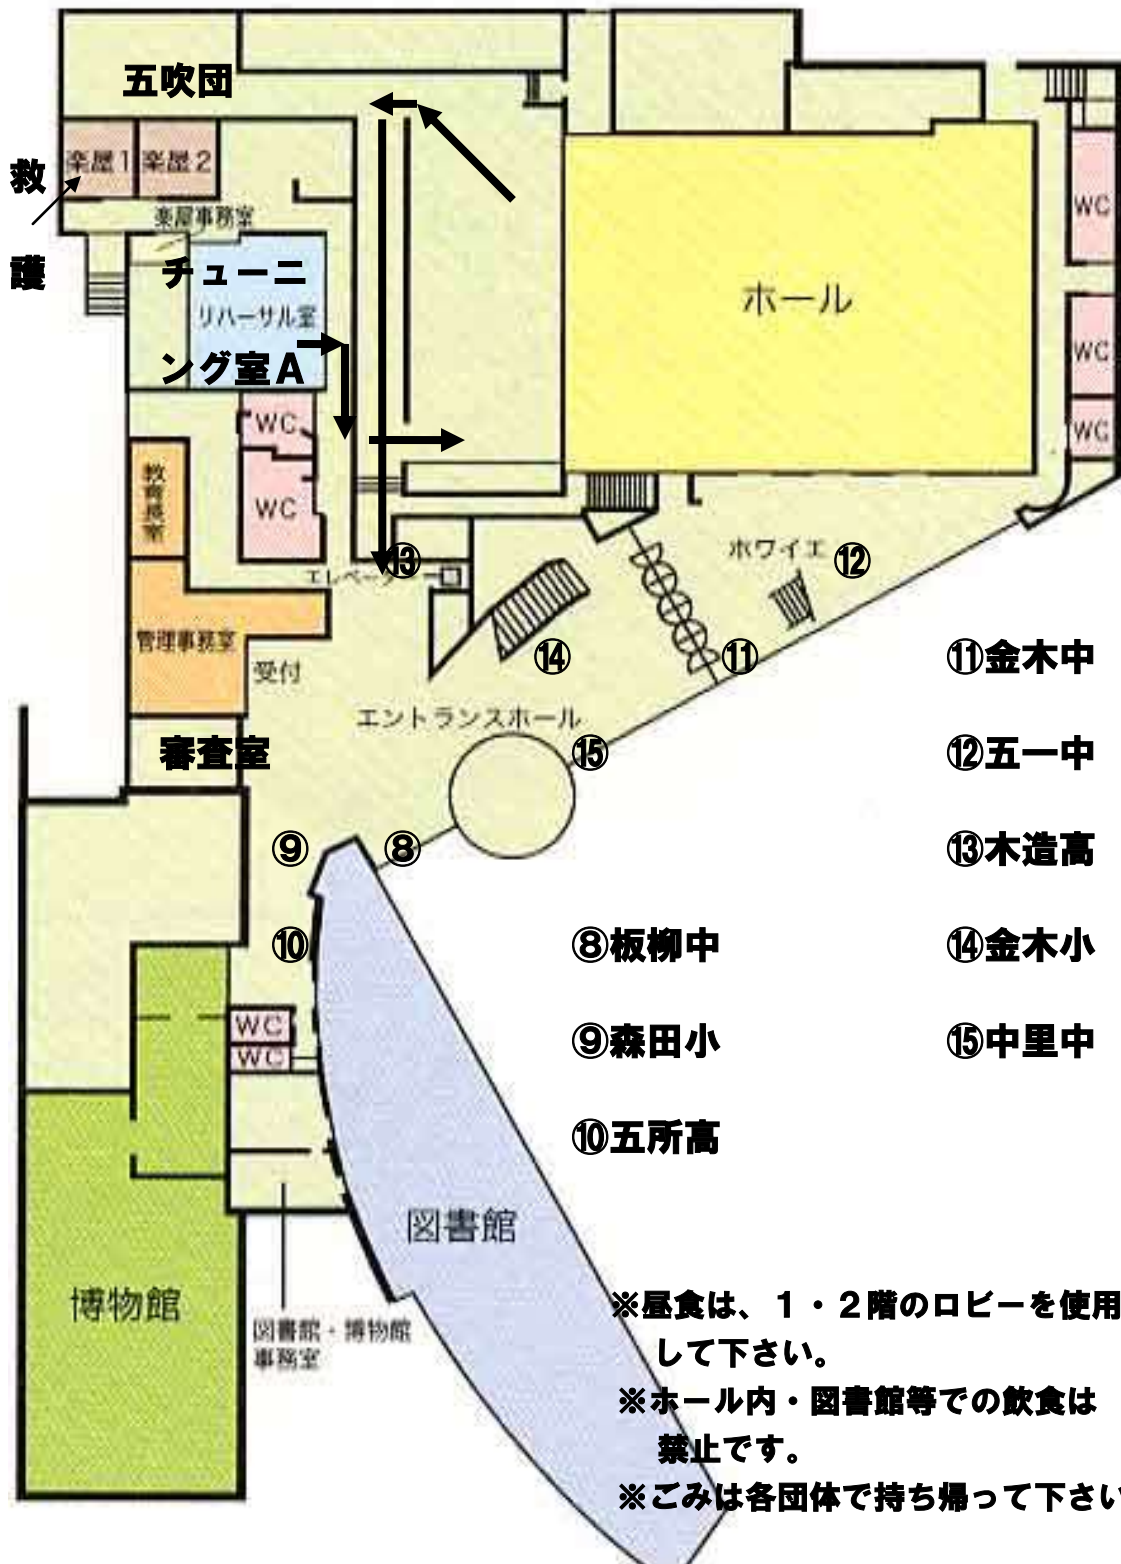 五吹団
救
護
楽屋1
楽屋2
楽屋事務室
チューニ
リハーサル室
ング室A
ホール
WC
WC
WC
WC
WC
教育長室
エレベーター
⑬
ホワイエ
⑫
管理事務室
受付
⑭
⑪
エントランスホール
審査室
⑮
⑨
⑧
⑩
WC
WC
⑪金木中
⑫五一中
⑬木造高
⑧板柳中
⑭金木小
⑨森田小
⑮中里中
⑩五所高
図書館
博物館
図書館・博物館
事務室
※昼食は、1・2階のロビーを使用
して下さい。
※ホール内・図書館等での飲食は
禁止です。
※ごみは各団体で持ち帰って下さい